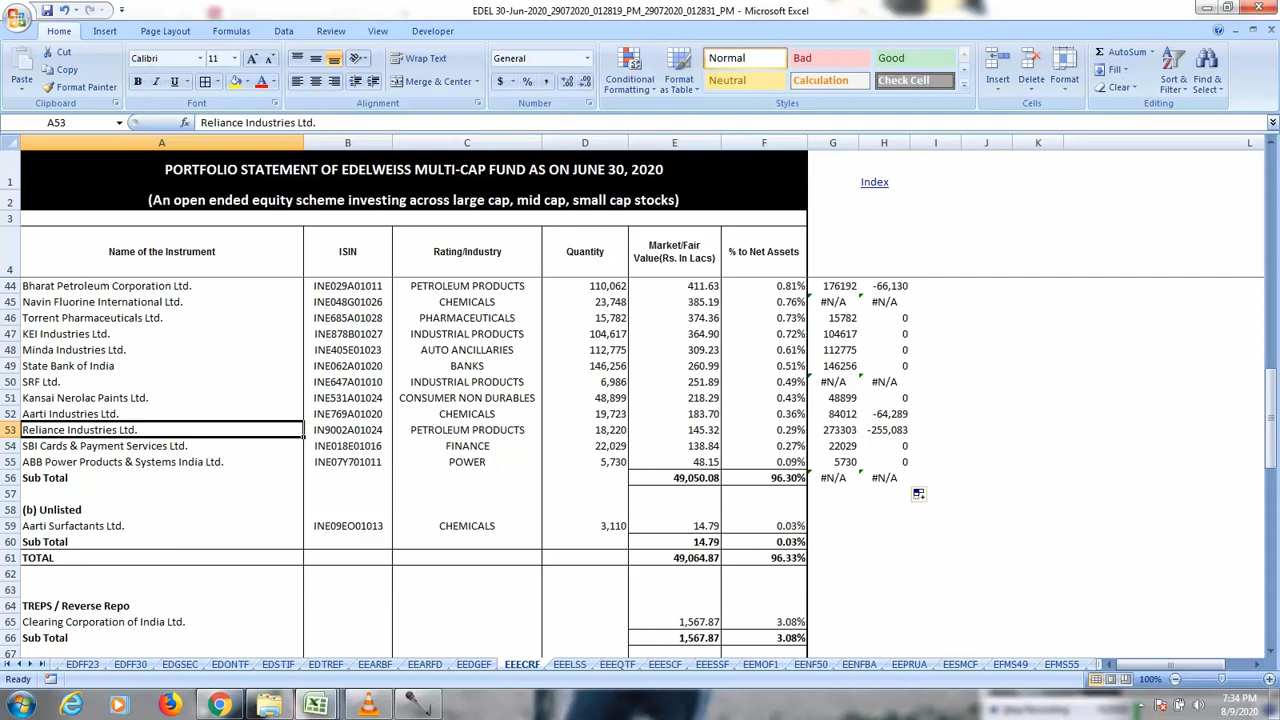 EDEL 30-Jun-2020_29072020_012819_PM_29072020_012831_PM - Microsoft Excel
Home Insert Page Layout Formulas Data Review View Developer
Paste Cut Copy Format Painter Clipboard
Calibri 11 B I U A A A Font
Wrap Text Merge & Center Alignment
General $ % , Number
Conditional Formatting Format as Table Normal Bad Good Neutral Calculation Check Cell Styles
Insert Delete Format Cells
Σ AutoSum Fill Clear Sort & Filter Find & Select Editing
A53 fx Reliance Industries Ltd.
A B C D E F G H I J K L
1 PORTFOLIO STATEMENT OF EDELWEISS MULTI-CAP FUND AS ON JUNE 30, 2020 Index
2 (An open ended equity scheme investing across large cap, mid cap, small cap stocks)
3
4 Name of the Instrument ISIN Rating/Industry Quantity Market/Fair Value(Rs. In Lacs) % to Net Assets
44 Bharat Petroleum Corporation Ltd. INE029A01011 PETROLEUM PRODUCTS 110,062 411.63 0.81% 176192 -66,130
45 Navin Fluorine International Ltd. INE048G01026 CHEMICALS 23,748 385.19 0.76% #N/A #N/A
46 Torrent Pharmaceuticals Ltd. INE685A01028 PHARMACEUTICALS 15,782 374.36 0.73% 15782 0
47 KEI Industries Ltd. INE878B01027 INDUSTRIAL PRODUCTS 104,617 364.90 0.72% 104617 0
48 Minda Industries Ltd. INE405E01023 AUTO ANCILLARIES 112,775 309.23 0.61% 112775 0
49 State Bank of India INE062A01020 BANKS 146,256 260.99 0.51% 146256 0
50 SRF Ltd. INE647A01010 INDUSTRIAL PRODUCTS 6,986 251.89 0.49% #N/A #N/A
51 Kansai Nerolac Paints Ltd. INE531A01024 CONSUMER NON DURABLES 48,899 218.29 0.43% 48899 0
52 Aarti Industries Ltd. INE769A01020 CHEMICALS 19,723 183.70 0.36% 84012 -64,289
53 Reliance Industries Ltd. IN9002A01024 PETROLEUM PRODUCTS 18,220 145.32 0.29% 273303 -255,083
54 SBI Cards & Payment Services Ltd. INE018E01016 FINANCE 22,029 138.84 0.27% 22029 0
55 ABB Power Products & Systems India Ltd. INE07Y701011 POWER 5,730 48.15 0.09% 5730 0
56 Sub Total 49,050.08 96.30% #N/A #N/A
57
58 (b) Unlisted
59 Aarti Surfactants Ltd. INE09EO01013 CHEMICALS 3,110 14.79 0.03%
60 Sub Total 14.79 0.03%
61 TOTAL 49,064.87 96.33%
62
63
64 TREPS / Reverse Repo
65 Clearing Corporation of India Ltd. 1,567.87 3.08%
66 Sub Total 1,567.87 3.08%
67
EDFF23 EDFF30 EDGSEC EDONTF EDSTIF EDTREF EEARBF EEARFD EEDGEF EEECRF EEELSS EEEQTF EEESCF EEESSF EEMOF1 EENF50 EENFBA EEPRUA EESMCF EFMS49 EFMS55
Ready 100%
7:34 PM
8/9/2020